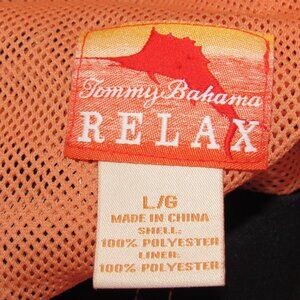 Tommy Bahama
RELAX
L/G
MADE IN CHINA
SHELL:
100% POLYESTER
LINER:
100% POLYESTER